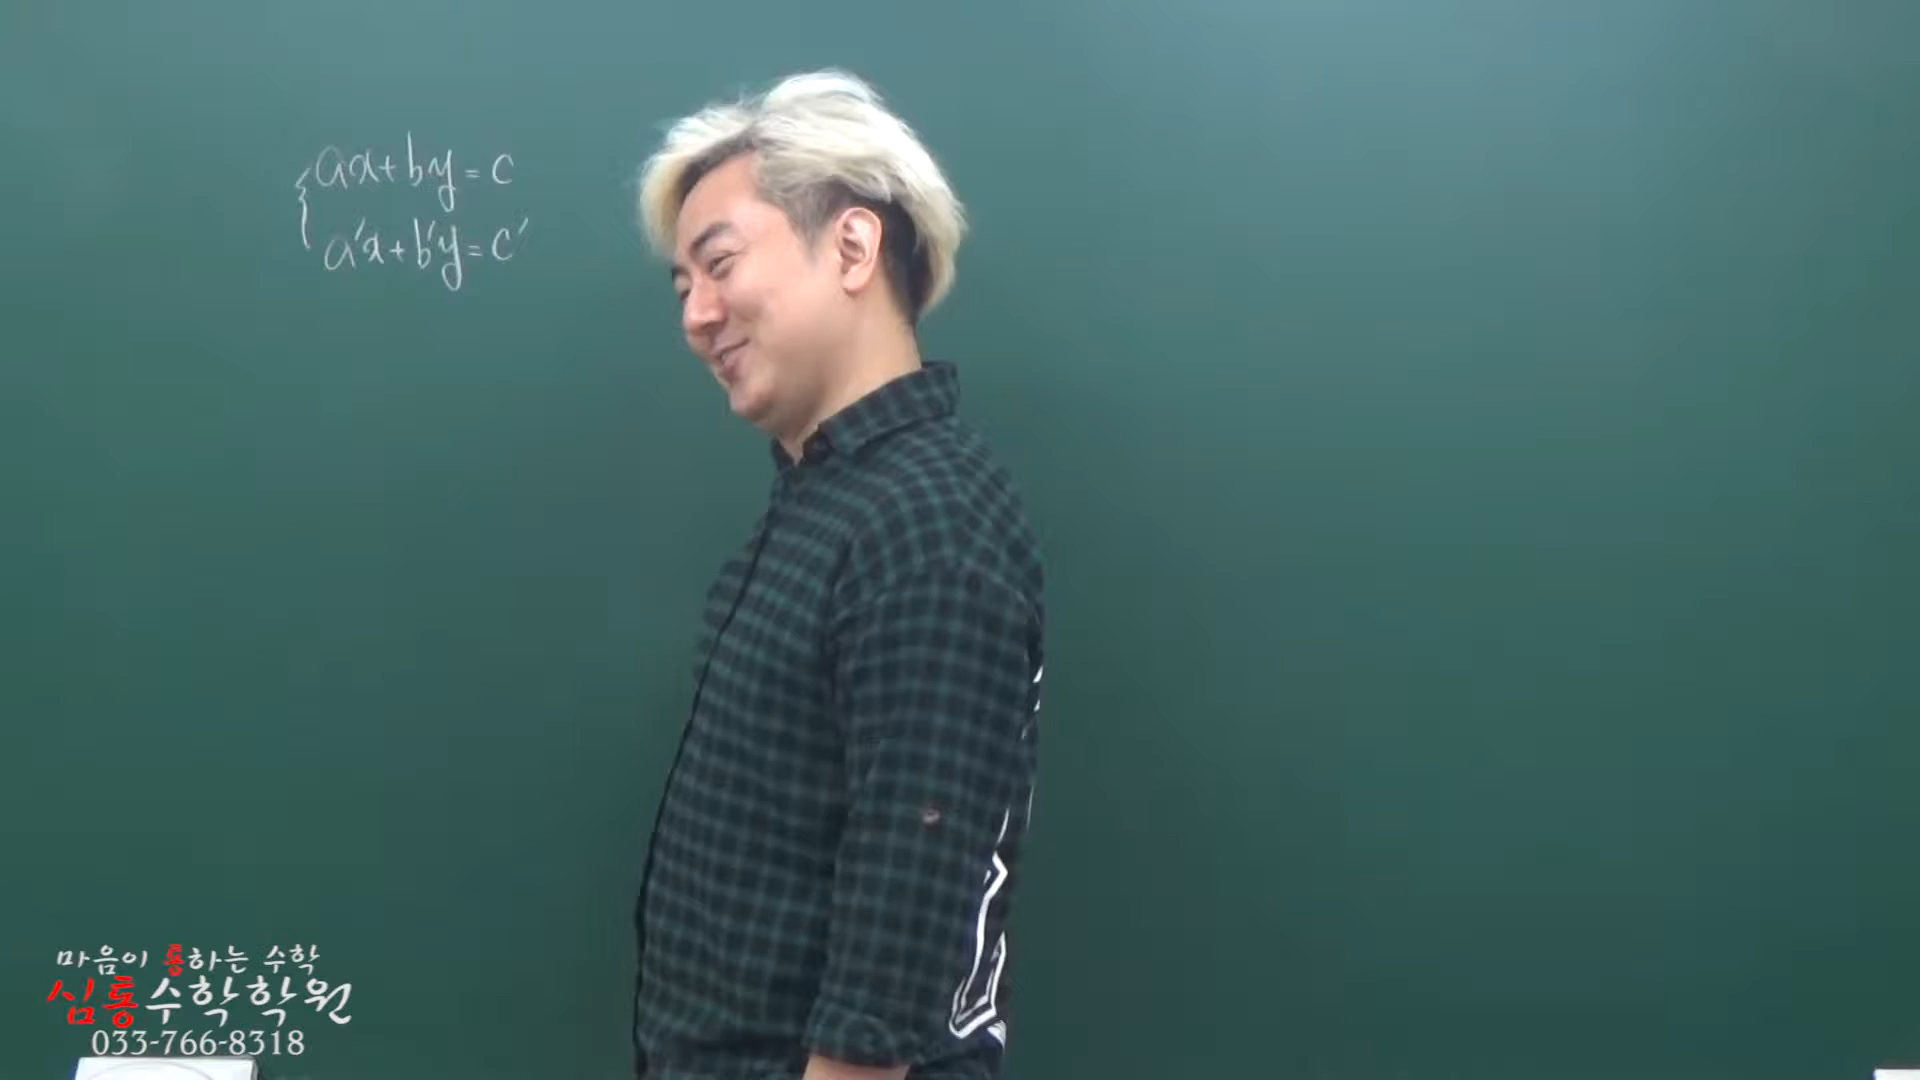 ax+by=c
a'x+b'y=c'
마음이 통하는 수학
심통수학학원
033-766-8318